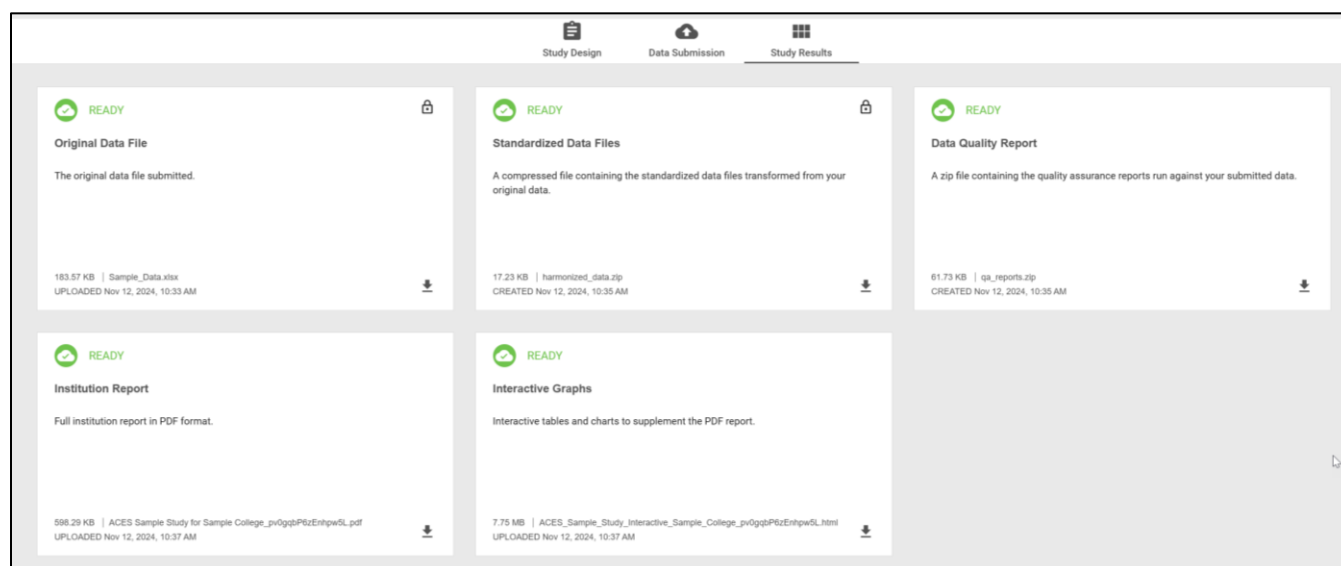 Study Design
Data Submission
Study Results
READY
Original Data File
The original data file submitted.
183.57 KB | Sample_Data.xlsx
UPLOADED Nov 12, 2024, 10:33 AM
READY
Standardized Data Files
A compressed file containing the standardized data files transformed from your
original data.
17.23 KB | harmonized_data.zip
CREATED Nov 12, 2024, 10:35 AM
READY
Data Quality Report
A zip file containing the quality assurance reports run against your submitted data.
61.73 KB | qa_reports.zip
CREATED Nov 12, 2024, 10:35 AM
READY
Institution Report
Full institution report in PDF format.
598.29 KB | ACES Sample Study for Sample College_pv0gqbP6zEnhpw5L.pdf
UPLOADED Nov 12, 2024, 10:37 AM
READY
Interactive Graphs
Interactive tables and charts to supplement the PDF report.
7.75 MB | ACES_Sample_Study_Interactive_Sample_College_pv0gqbP6zEnhpw5L.html
UPLOADED Nov 12, 2024, 10:37 AM